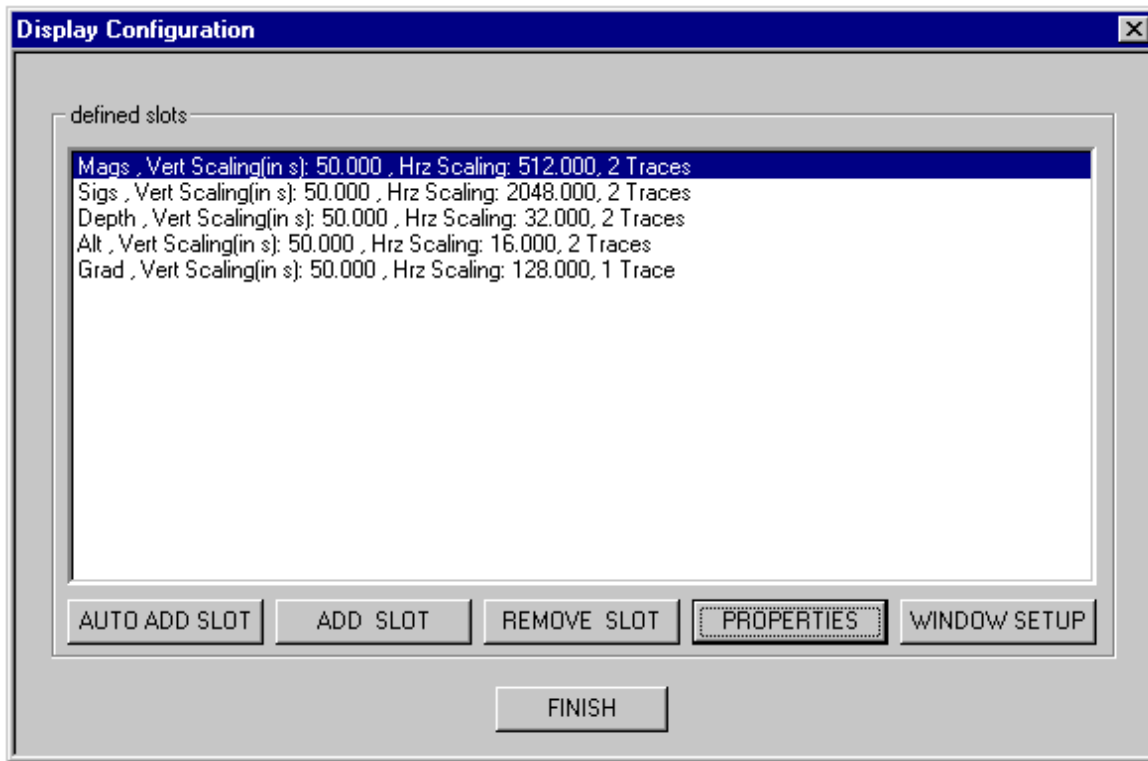 Display Configuration
defined slots
Mags , Vert Scaling(in s): 50.000 , Hrz Scaling: 512.000, 2 Traces
Sigs , Vert Scaling(in s): 50.000 , Hrz Scaling: 2048.000, 2 Traces
Depth , Vert Scaling(in s): 50.000 , Hrz Scaling: 32.000, 2 Traces
Alt , Vert Scaling(in s): 50.000 , Hrz Scaling: 16.000, 2 Traces
Grad , Vert Scaling(in s): 50.000 , Hrz Scaling: 128.000, 1 Trace
AUTO ADD SLOT ADD SLOT REMOVE SLOT PROPERTIES WINDOW SETUP
FINISH